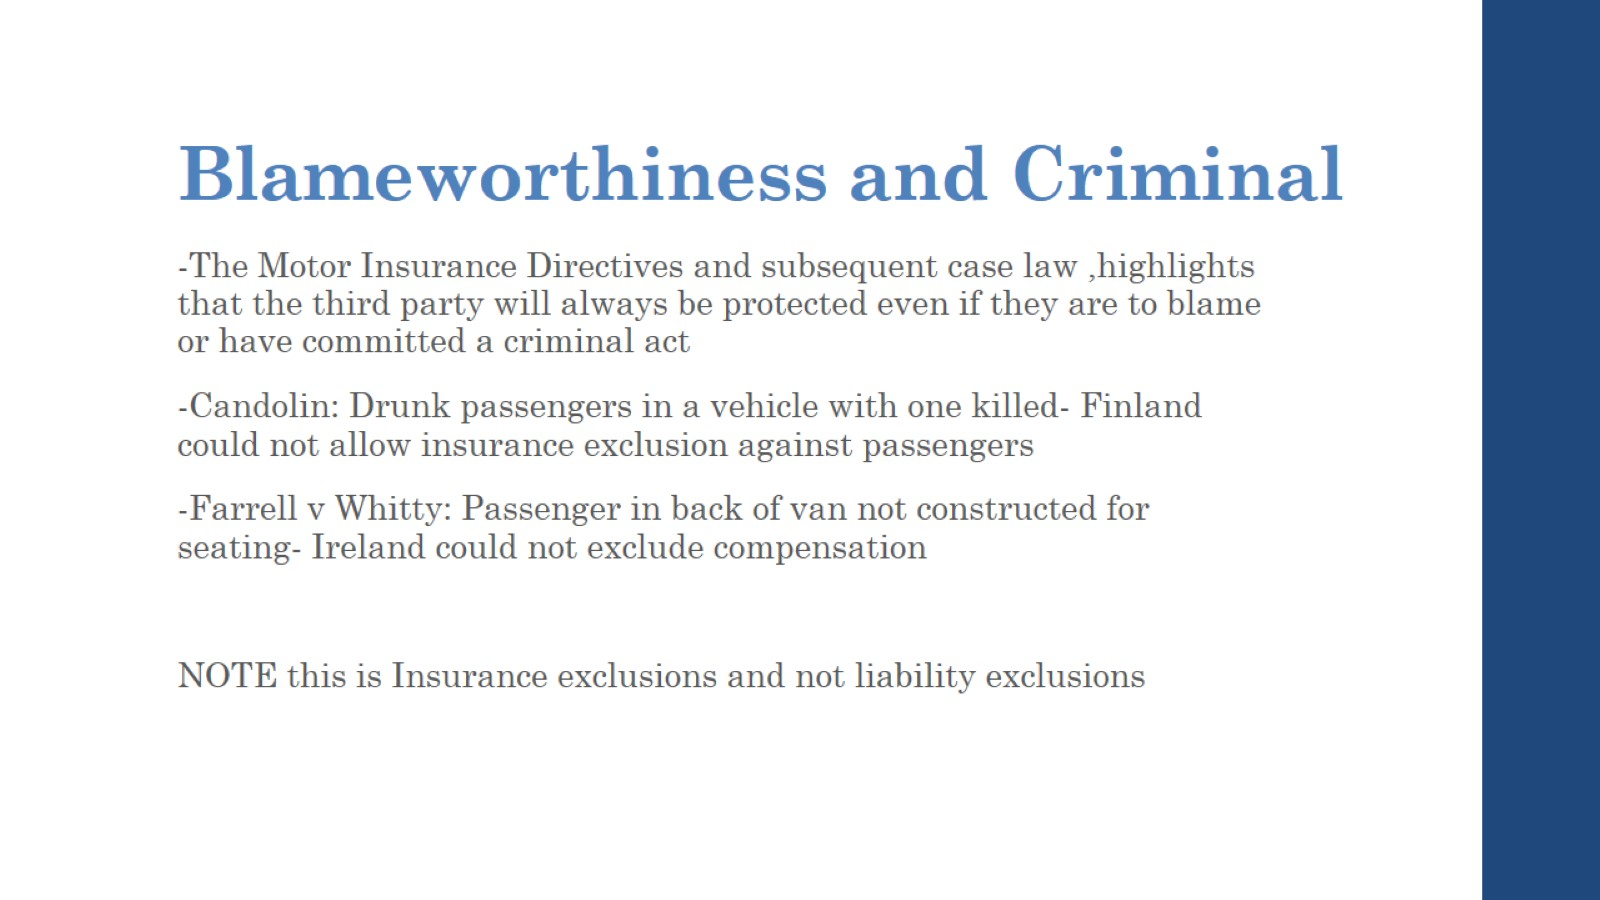 Blameworthiness and Criminal
-The Motor Insurance Directives and subsequent case law ,highlights
that the third party will always be protected even if they are to blame
or have committed a criminal act
-Candolin: Drunk passengers in a vehicle with one killed- Finland
could not allow insurance exclusion against passengers
-Farrell v Whitty: Passenger in back of van not constructed for
seating- Ireland could not exclude compensation
NOTE this is Insurance exclusions and not liability exclusions